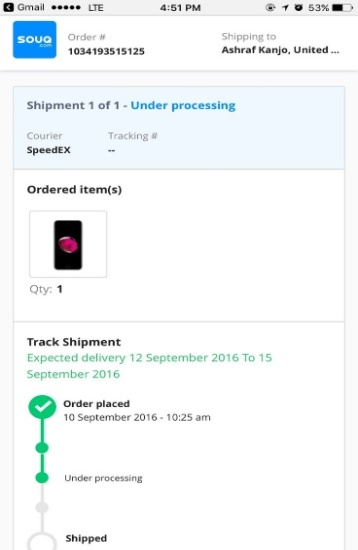 Gmail LTE 4:51 PM 53%
souq
.com
Order #
1034193515125
Shipping to
Ashraf Kanjo, United ...
Shipment 1 of 1 - Under processing
Courier
SpeedEX
Tracking #
--
Ordered item(s)
Qty: 1
Track Shipment
Expected delivery 12 September 2016 To 15
September 2016
Order placed
10 September 2016 - 10:25 am
Under processing
Shipped